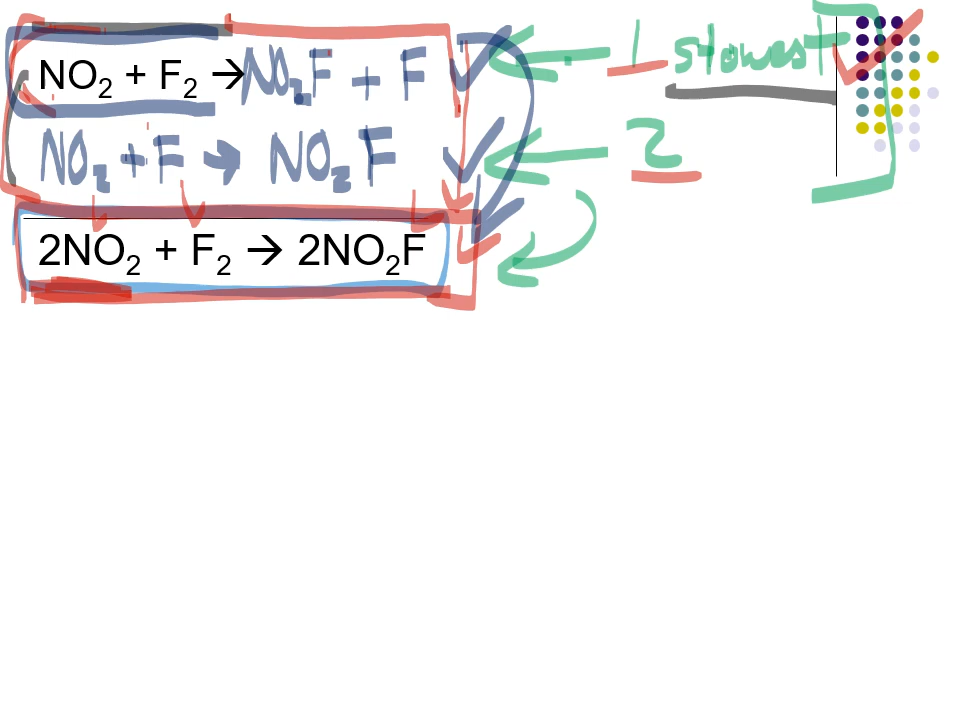 NO₂ + F₂ → NO₂F + F 1 slowest
NO₂ + F → NO₂F 2
2NO₂ + F₂ → 2NO₂F